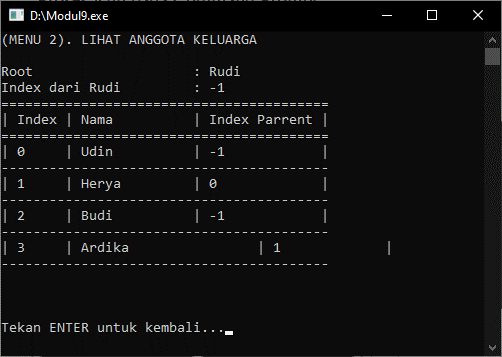 D:\Modul9.exe
(MENU 2). LIHAT ANGGOTA KELUARGA
Root : Rudi
Index dari Rudi : -1
=========================================
| Index | Nama | Index Parrent |
=========================================
| 0 | Udin | -1 |
-----------------------------------------
| 1 | Herya | 0 |
-----------------------------------------
| 2 | Budi | -1 |
-----------------------------------------
| 3 | Ardika | 1 |
-----------------------------------------
Tekan ENTER untuk kembali...